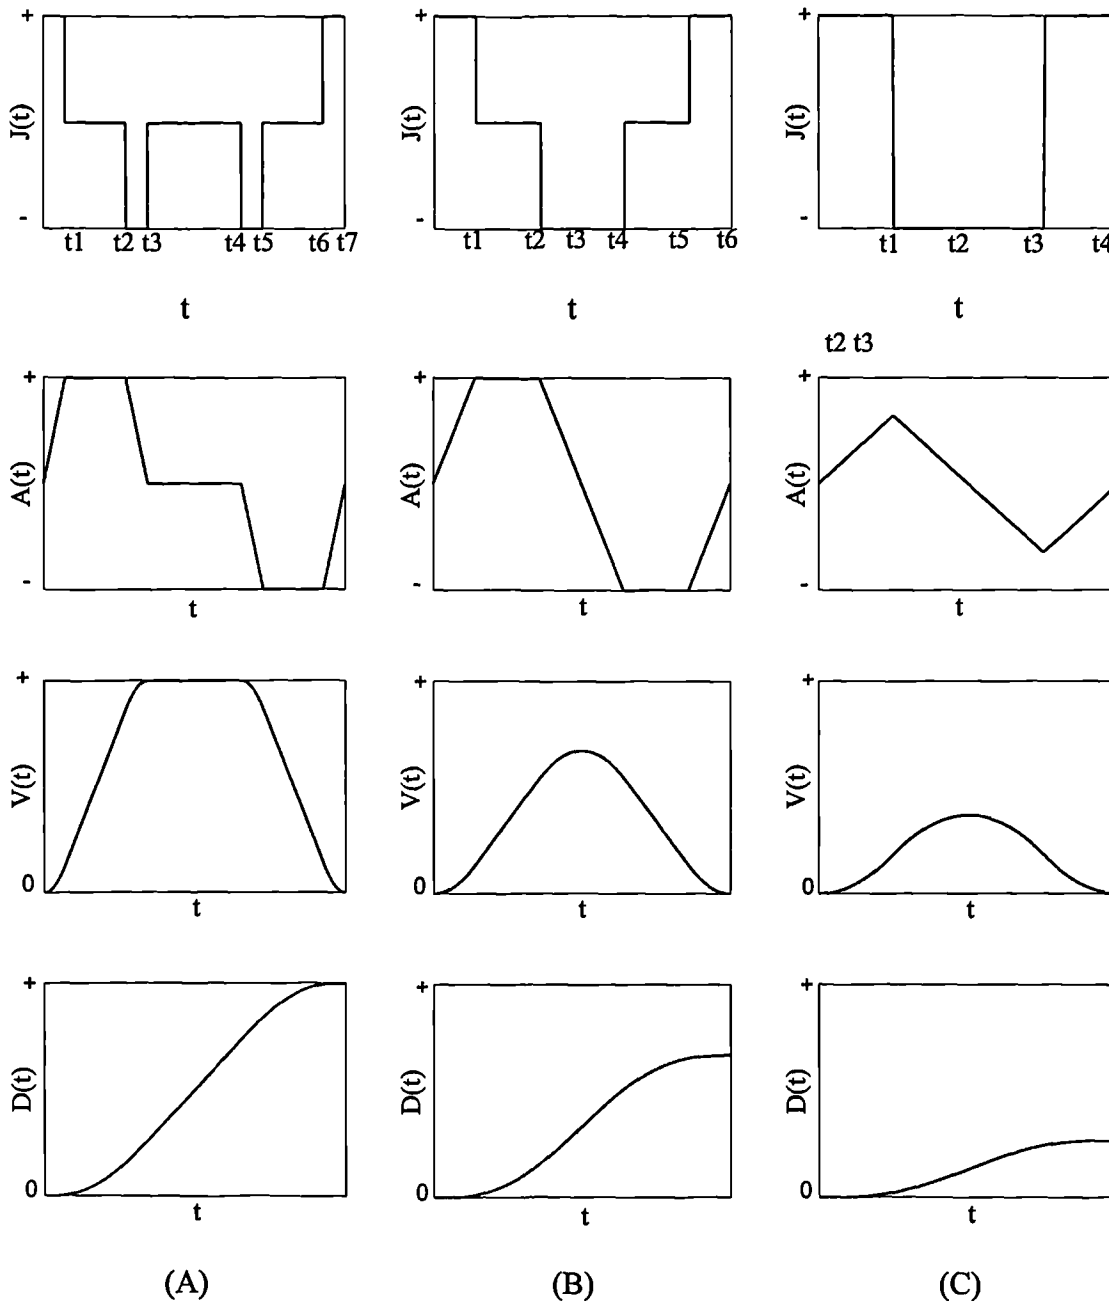 + + +
J(t) J(t) J(t)
- - -
t1 t2 t3 t4 t5 t6 t7 t1 t2 t3 t4 t5 t6 t1 t2 t3 t4
t t t
t2 t3
+ + +
A(t) A(t) A(t)
- - -
t t t
+ + +
V(t) V(t) V(t)
0 0 0
t t t
+ + +
D(t) D(t) D(t)
0 0 0
t t t
(A) (B) (C)